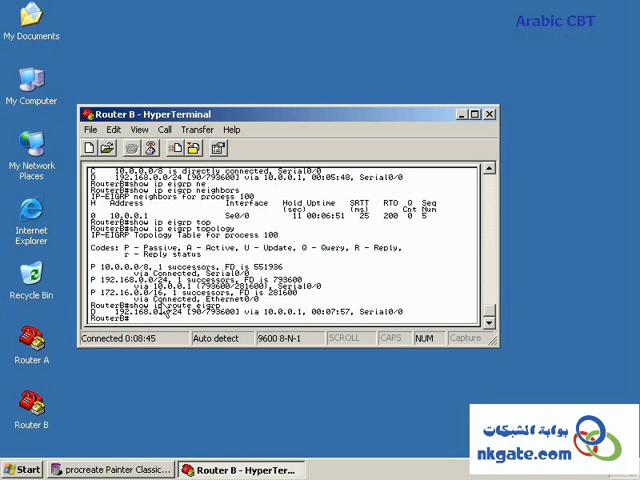 Arabic CBT
My Documents
My Computer
My Network
Places
Internet
Explorer
Recycle Bin
Router A
Router B
Router B - HyperTerminal
File Edit View Call Transfer Help
C 10.0.0.0/8 is directly connected, Serial0/0
D 192.168.0.0/24 [90/793600] via 10.0.0.1, 00:05:48, Serial0/0
RouterB#show ip eigrp ne
RouterB#show ip eigrp neighbors
IP-EIGRP neighbors for process 100
H Address Interface Hold Uptime SRTT RTO Q Seq
(sec) (ms) Cnt Num
0 10.0.0.1 Se0/0 11 00:06:51 25 200 0 5
RouterB#show ip eigrp top
RouterB#show ip eigrp topology
IP-EIGRP Topology Table for process 100
Codes: P - Passive, A - Active, U - Update, Q - Query, R - Reply,
r - Reply status
P 10.0.0.0/8, 1 successors, FD is 551936
via Connected, Serial0/0
P 192.168.0.0/24, 1 successors, FD is 793600
via 10.0.0.1 (793600/281600), Serial0/0
P 172.16.0.0/16, 1 successors, FD is 281600
via Connected, Ethernet0/0
RouterB#show ip route eigrp
D 192.168.0.0/24 [90/793600] via 10.0.0.1, 00:07:57, Serial0/0
RouterB#
Connected 0:08:45 Auto detect 9600 8-N-1 SCROLL CAPS NUM Capture
بوابة الشبكات
nkgate.com
Start procreate Painter Classic... Router B - HyperTer...